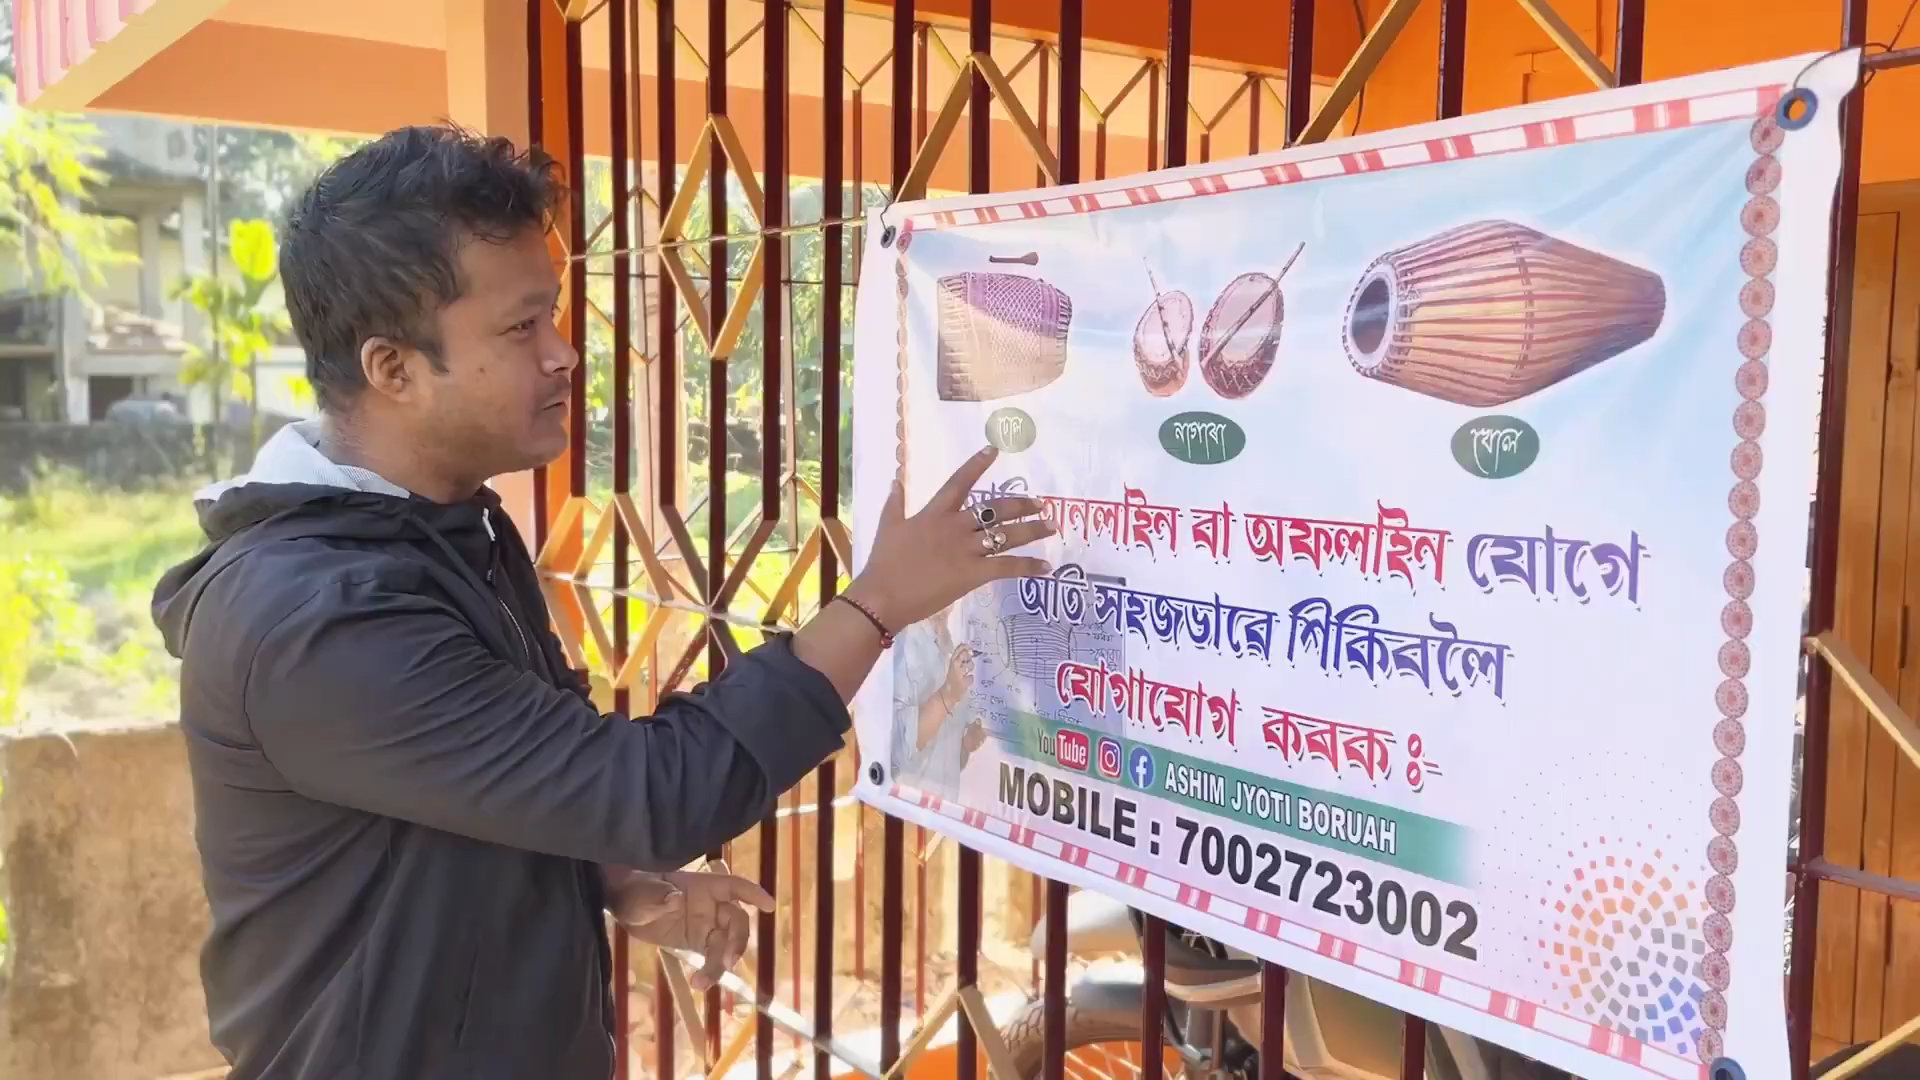 ঢোল
নাগাৰা
খোল
অনলাইন বা অফলাইন যোগে
অতি সহজভাৱে শিকিবলৈ
যোগাযোগ কৰক :-
YouTube ASHIM JYOTI BORUAH
MOBILE : 7002723002